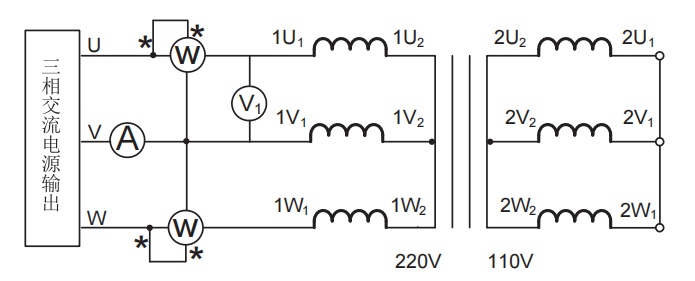 三相交流电源输出
U
*
*
W
1U₁
1U₂
2U₂
2U₁
V
A
V₁
1V₁
1V₂
2V₂
2V₁
W
*
*
W
1W₁
1W₂
2W₂
2W₁
220V
110V